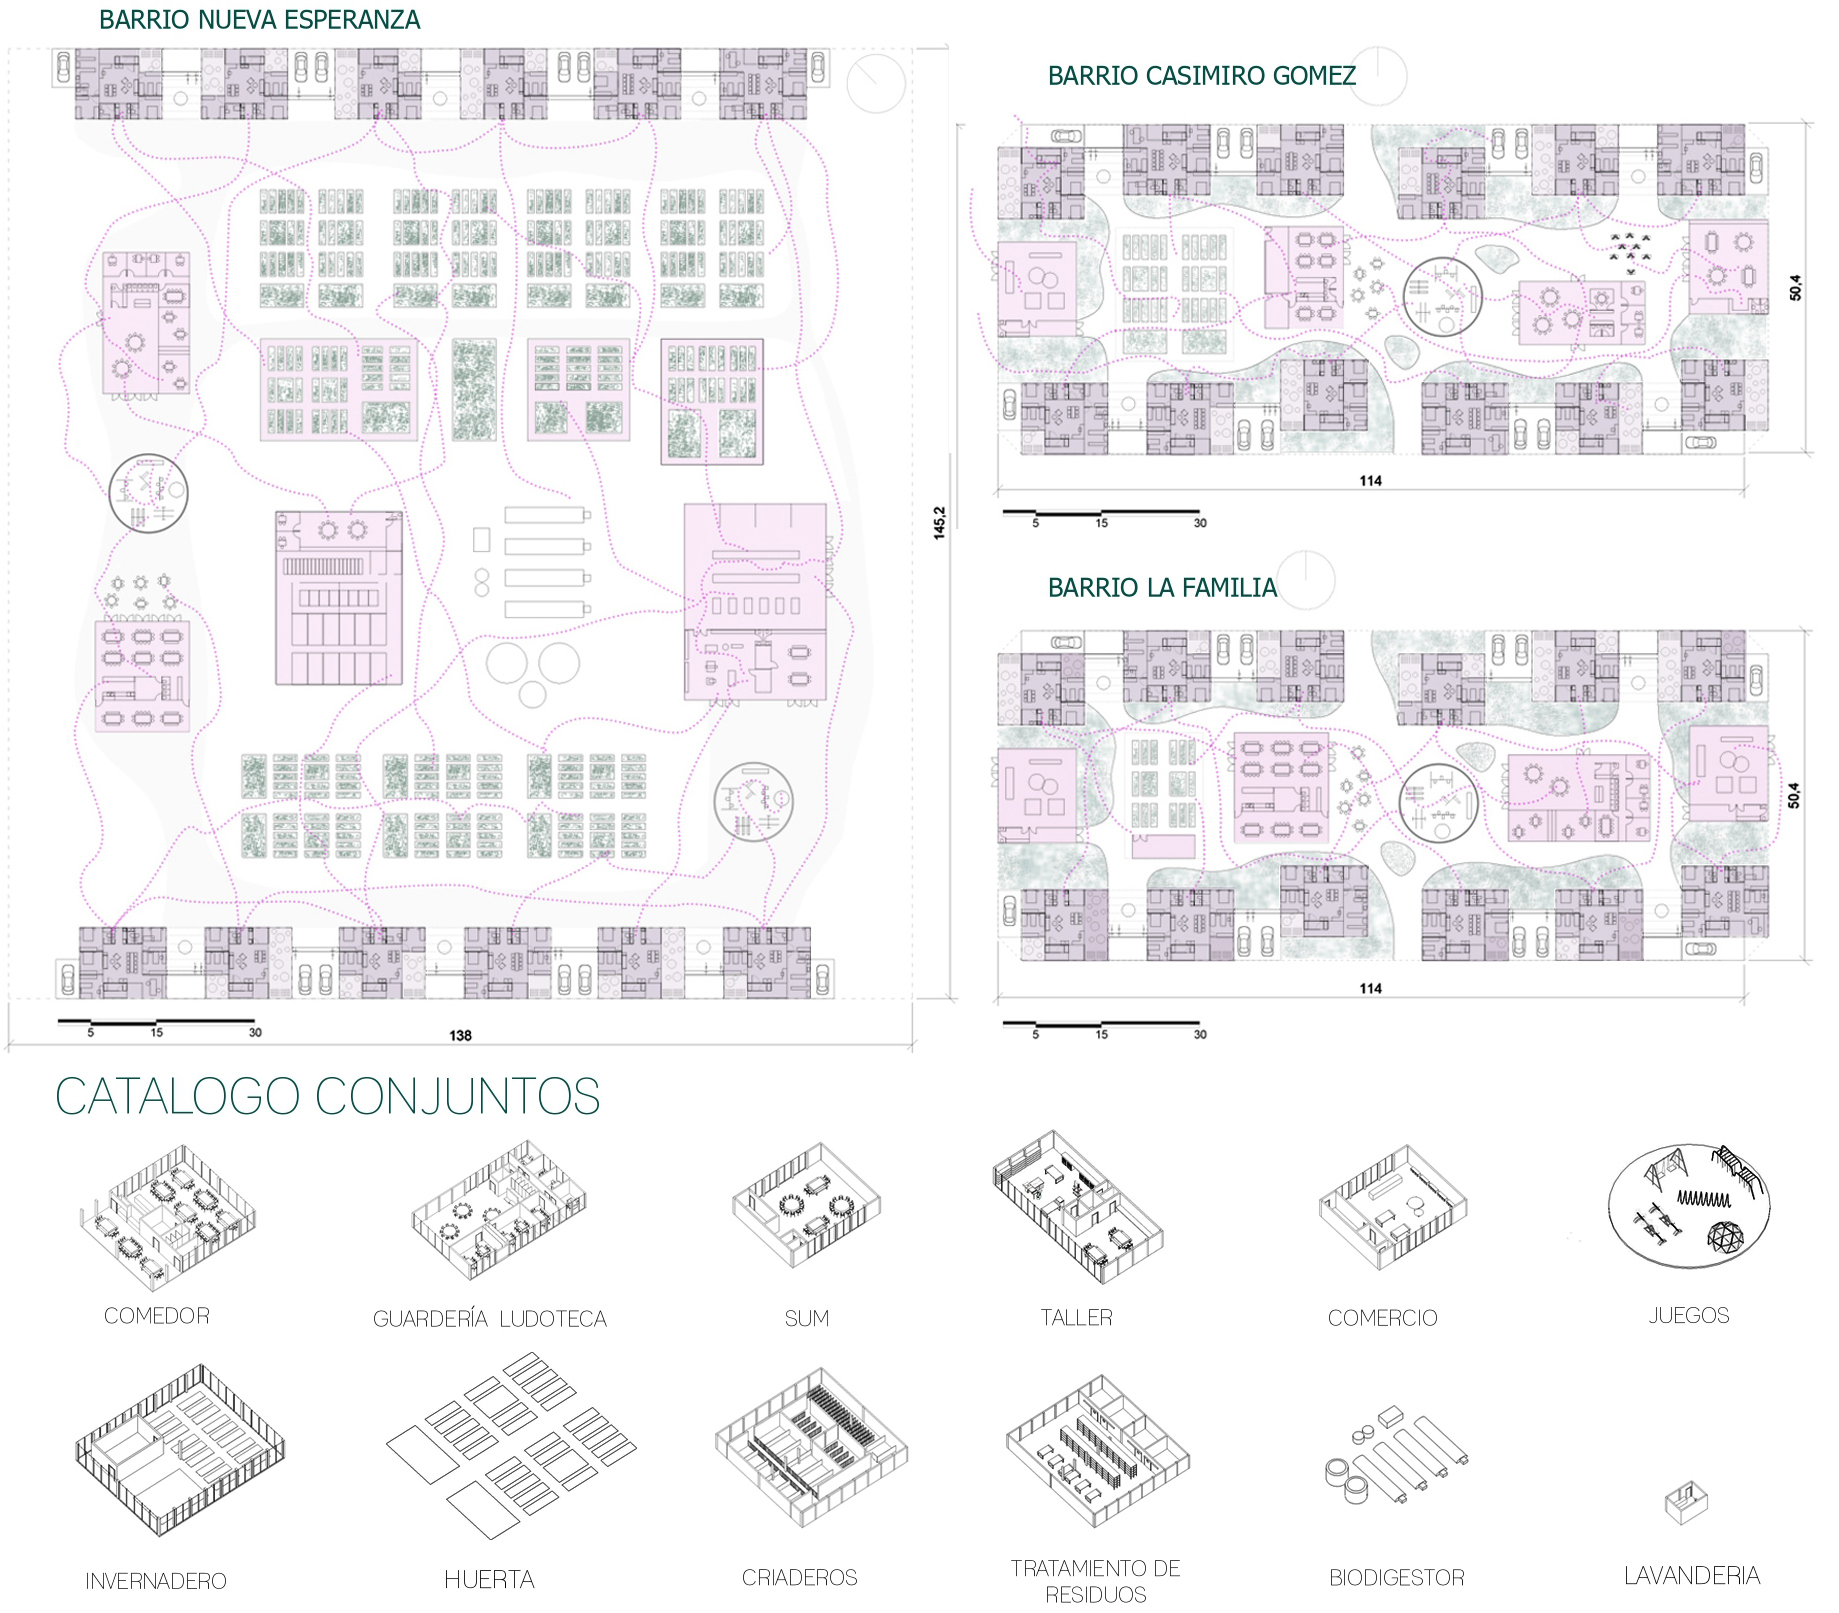 BARRIO NUEVA ESPERANZA
145,2
5 15 30
138
BARRIO CASIMIRO GOMEZ
50,4
114
5 15 30
BARRIO LA FAMILIA
50,4
114
5 15 30
CATALOGO CONJUNTOS
COMEDOR
GUARDERÍA LUDOTECA
SUM
TALLER
COMERCIO
JUEGOS
INVERNADERO
HUERTA
CRIADEROS
TRATAMIENTO DE
RESIDUOS
BIODIGESTOR
LAVANDERIA